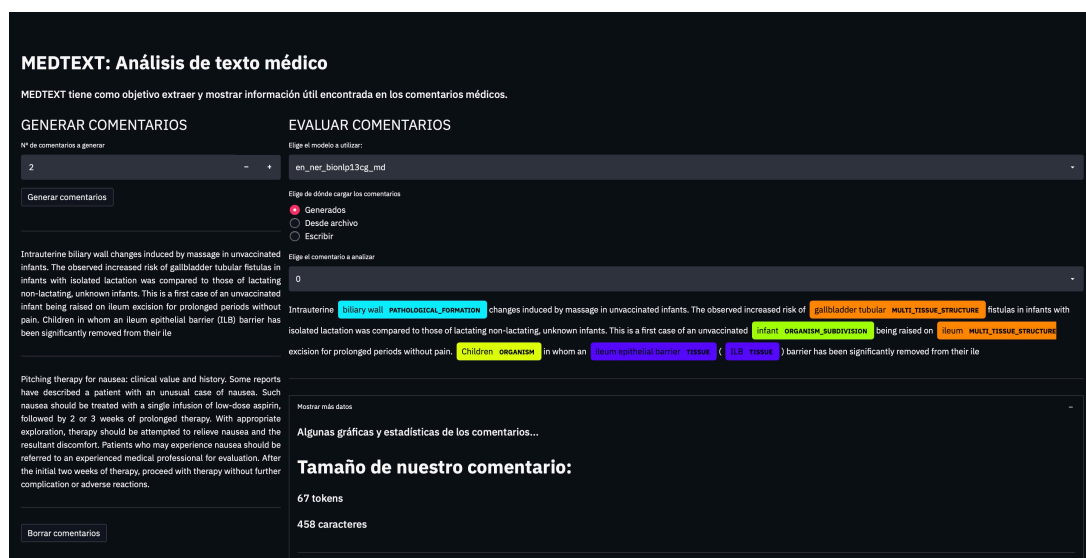 MEDTEXT: Análisis de texto médico
MEDTEXT tiene como objetivo extraer y mostrar información útil encontrada en los comentarios médicos.
GENERAR COMENTARIOS
Nº de comentarios a generar
2
− +
Generar comentarios
Intrauterine biliary wall changes induced by massage in unvaccinated
infants. The observed increased risk of gallbladder tubular fistulas in
infants with isolated lactation was compared to those of lactating
non-lactating, unknown infants. This is a first case of an unvaccinated
infant being raised on ileum excision for prolonged periods without
pain. Children in whom an ileum epithelial barrier (ILB) barrier has
been significantly removed from their ile
Pitching therapy for nausea: clinical value and history. Some reports
have described a patient with an unusual case of nausea. Such
nausea should be treated with a single infusion of low-dose aspirin,
followed by 2 or 3 weeks of prolonged therapy. With appropriate
exploration, therapy should be attempted to relieve nausea and the
resultant discomfort. Patients who may experience nausea should be
referred to an experienced medical professional for evaluation. After
the initial two weeks of therapy, proceed with therapy without further
complication or adverse reactions.
Borrar comentarios
EVALUAR COMENTARIOS
Elige el modelo a utilizar:
en_ner_bionlp13cg_md
Elige de dónde cargar los comentarios
Generados
Desde archivo
Escribir
Elige el comentario a analizar
0
Intrauterine biliary wall PATHOLOGICAL_FORMATION changes induced by massage in unvaccinated infants. The observed increased risk of gallbladder tubular MULTI_TISSUE_STRUCTURE fistulas in infants with
isolated lactation was compared to those of lactating non-lactating, unknown infants. This is a first case of an unvaccinated infant ORGANISM_SUBDIVISION being raised on ileum MULTI_TISSUE_STRUCTURE
excision for prolonged periods without pain. Children ORGANISM in whom an ileum epithelial barrier TISSUE ( ILB TISSUE ) barrier has been significantly removed from their ile
Mostrar más datos −
Algunas gráficas y estadísticas de los comentarios...
Tamaño de nuestro comentario:
67 tokens
458 caracteres